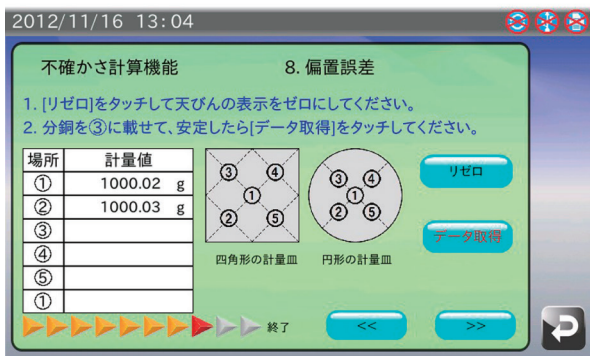 2012/11/16 13:04
不確かさ計算機能 8. 偏置誤差
1. [リゼロ]をタッチして天びんの表示をゼロにしてください。
2. 分銅を③に載せて、安定したら[データ取得]をタッチしてください。
場所 計量値
① 1000.02 g
② 1000.03 g
③
④
⑤
①
③ ④
①
② ⑤
四角形の計量皿
③ ④
①
② ⑤
円形の計量皿
リゼロ
データ取得
終了
<< >>